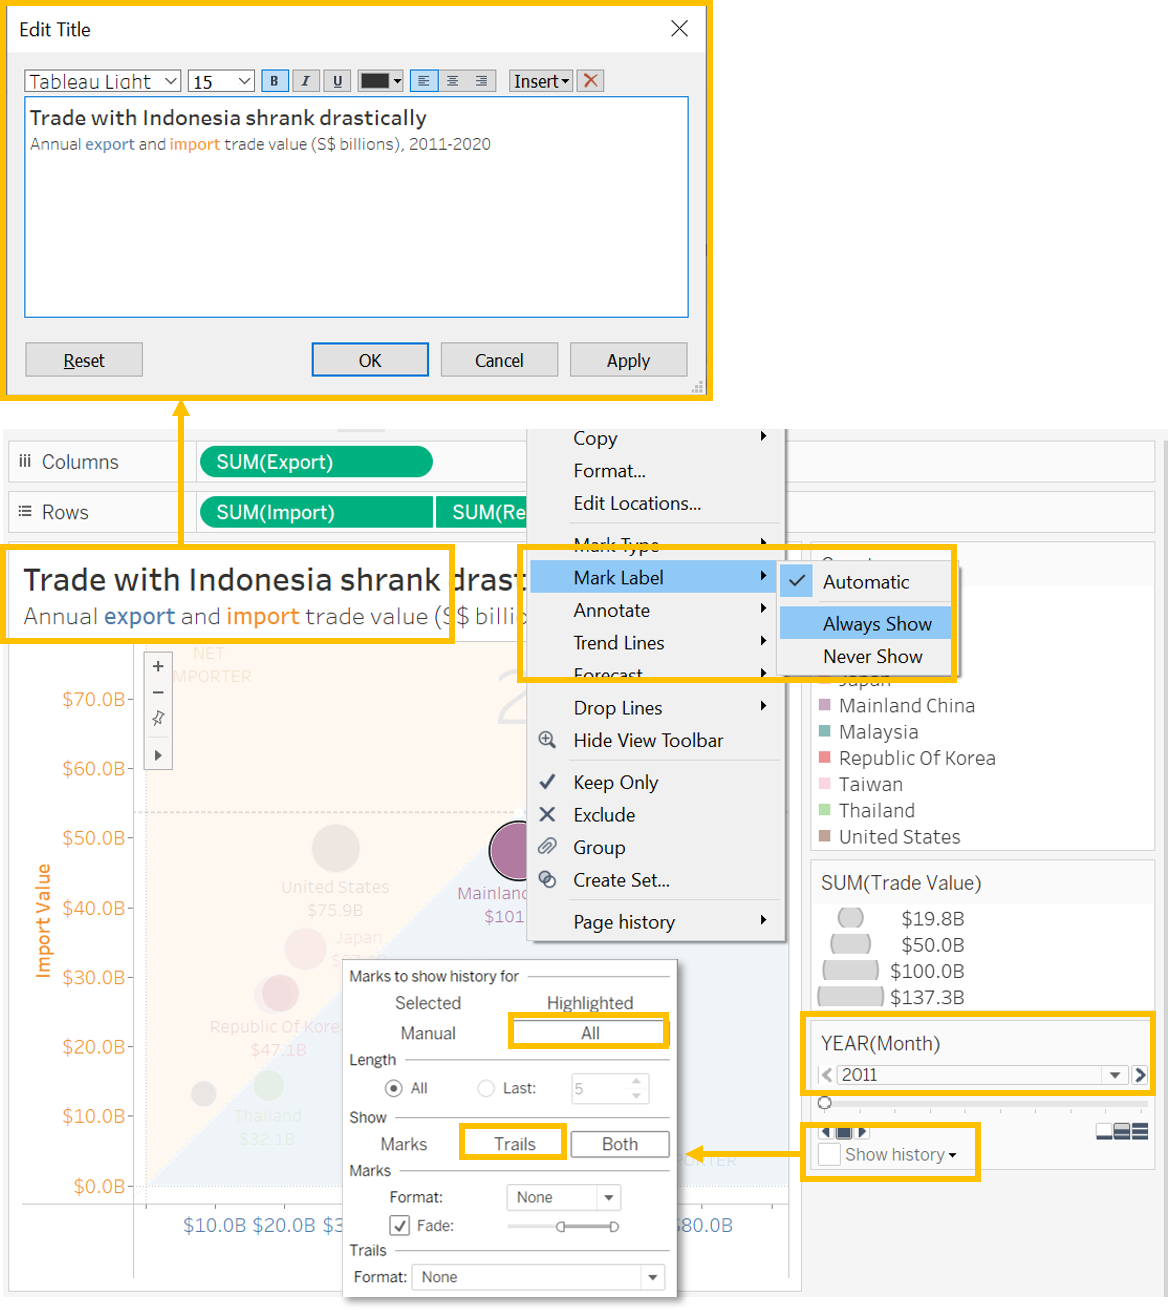 Edit Title
Tableau Light 15 B I U Insert
Trade with Indonesia shrank drastically
Annual export and import trade value (S$ billions), 2011-2020
Reset OK Cancel Apply
Columns SUM(Export)
Rows SUM(Import) SUM(Re
Trade with Indonesia shrank drast
Annual export and import trade value (S$ billio
NET
IMPORTER
$70.0B
$60.0B
$50.0B
$40.0B
$30.0B
$20.0B
$10.0B
$0.0B
Import Value
United States
$75.9B
Mainland
$101
Japan
Republic Of Korea
$47.1B
Thailand
$32.1B
$10.0B $20.0B $3 $80.0B
Copy
Format...
Edit Locations...
Mark Type
Mark Label
Annotate
Trend Lines
Forecast
Drop Lines
Hide View Toolbar
Keep Only
Exclude
Group
Create Set...
Page history
Automatic
Always Show
Never Show
Japan
Mainland China
Malaysia
Republic Of Korea
Taiwan
Thailand
United States
SUM(Trade Value)
$19.8B
$50.0B
$100.0B
$137.3B
YEAR(Month)
2011
Show history
Marks to show history for
Selected Highlighted
Manual All
Length
All Last: 5
Show
Marks Trails Both
Marks
Format: None
Fade:
Trails
Format: None